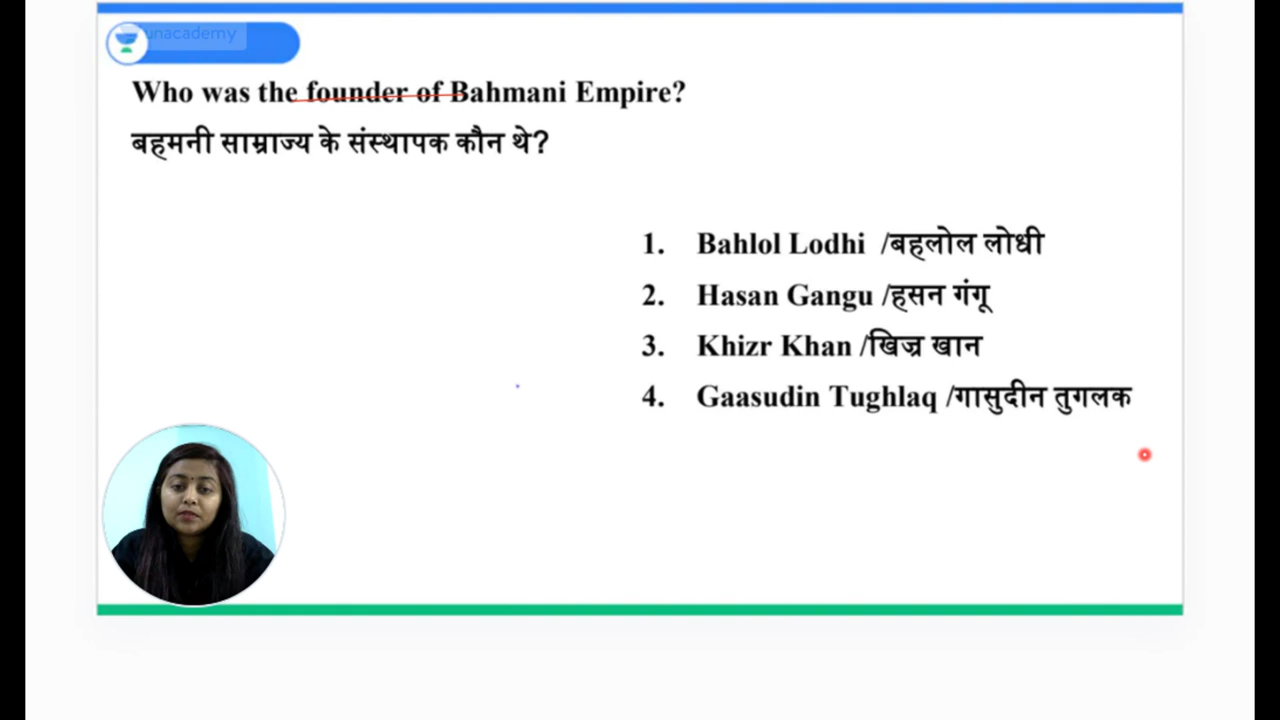 unacademy
Who was the founder of Bahmani Empire?
बहमनी साम्राज्य के संस्थापक कौन थे?
1. Bahlol Lodhi /बहलोल लोधी
2. Hasan Gangu /हसन गंगू
3. Khizr Khan /खिज्र खान
4. Gaasudin Tughlaq /गासुदीन तुगलक